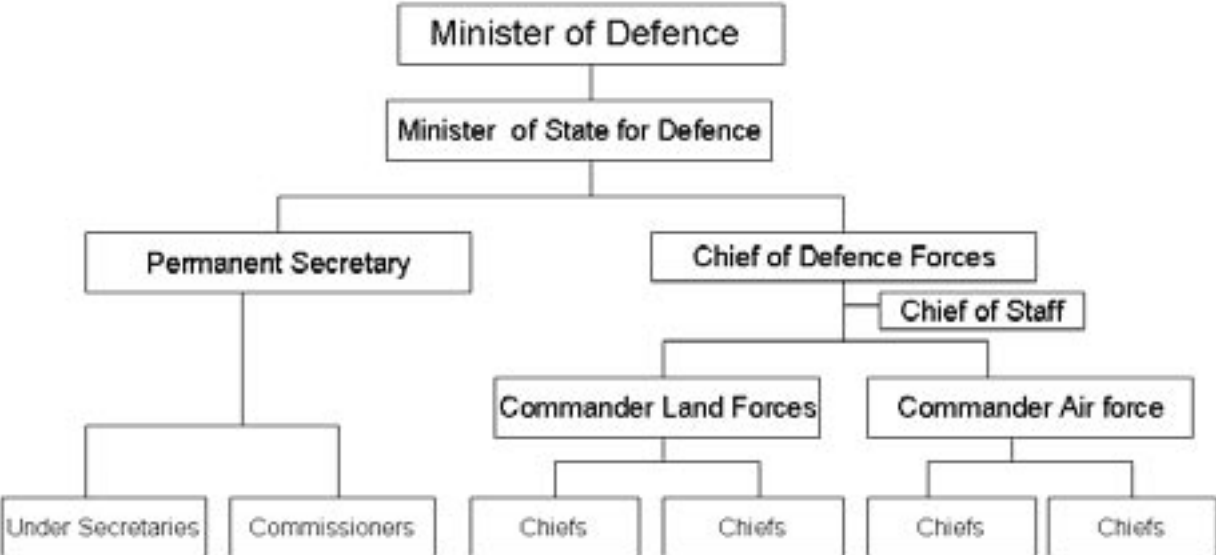 Minister of Defence
Minister of State for Defence
Permanent Secretary
Chief of Defence Forces
Chief of Staff
Commander Land Forces
Commander Air force
Under Secretaries
Commissioners
Chiefs
Chiefs
Chiefs
Chiefs